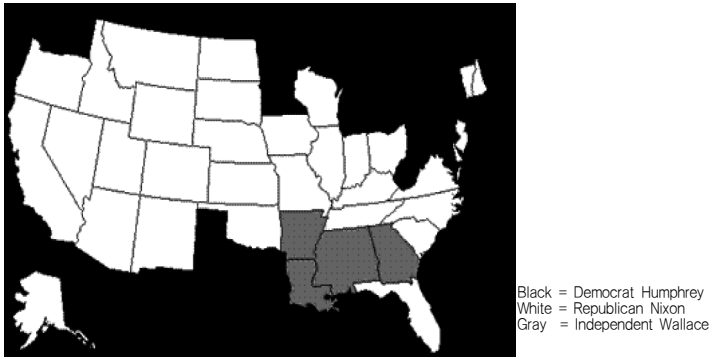 Black = Democrat Humphrey
White = Republican Nixon
Gray = Independent Wallace